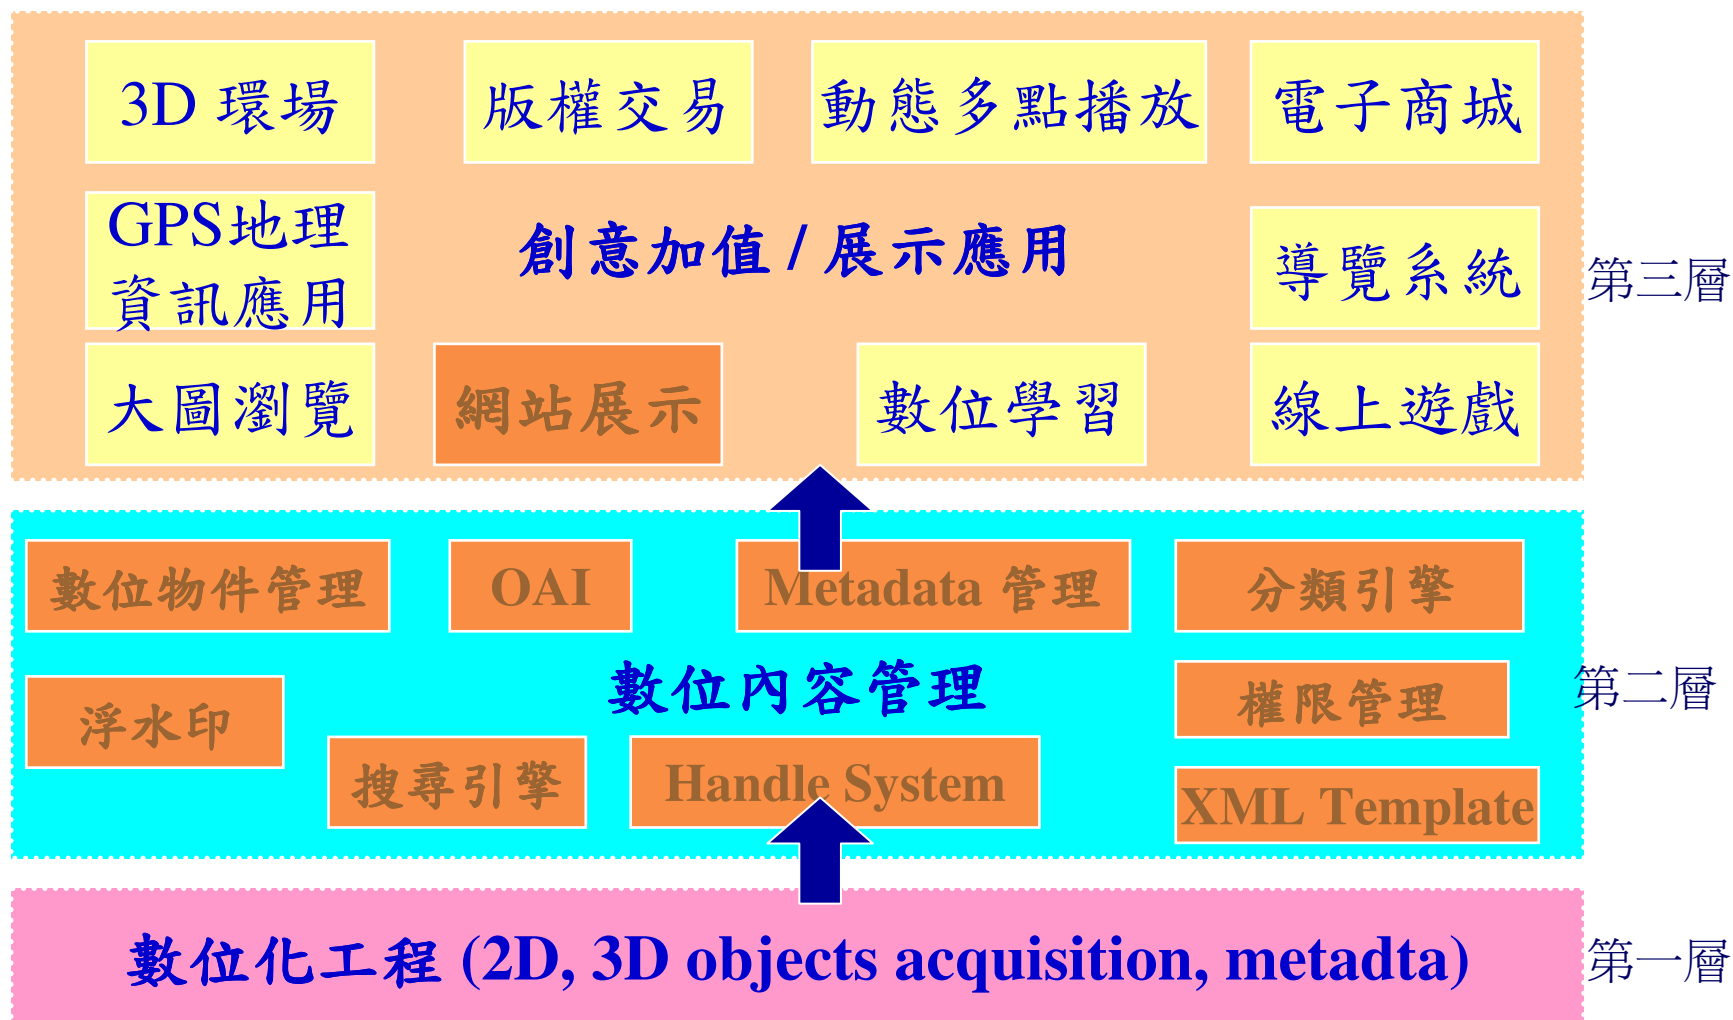 3D 環場
版權交易
動態多點播放
電子商城
GPS地理
資訊應用
創意加值 / 展示應用
導覽系統
第三層
大圖瀏覽
網站展示
數位學習
線上遊戲
數位物件管理
OAI
Metadata 管理
分類引擎
數位內容管理
權限管理
第二層
浮水印
搜尋引擎
Handle System
XML Template
數位化工程 (2D, 3D objects acquisition, metadta)
第一層